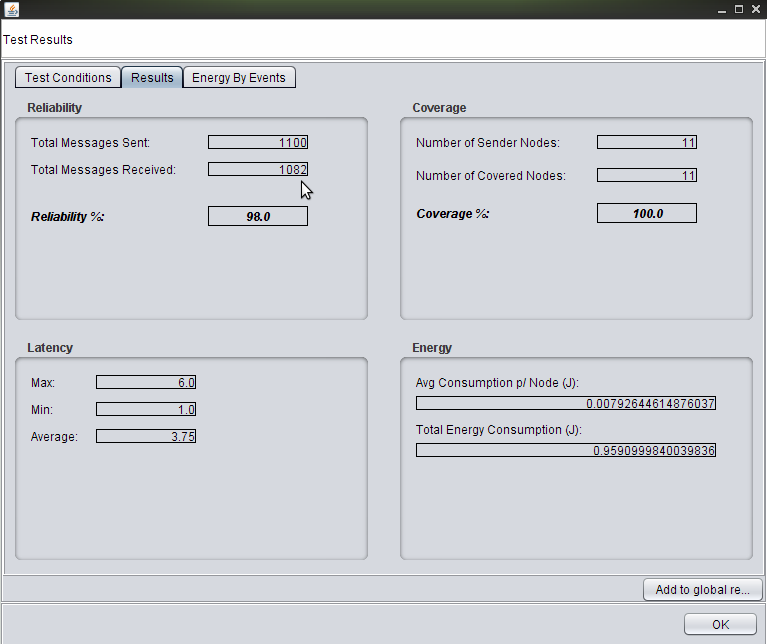 Test Results
Test Conditions Results Energy By Events
Reliability
Total Messages Sent: 1100
Total Messages Received: 1082
Reliability %: 98.0
Coverage
Number of Sender Nodes: 11
Number of Covered Nodes: 11
Coverage %: 100.0
Latency
Max: 6.0
Min: 1.0
Average: 3.75
Energy
Avg Consumption p/ Node (J):
0.00792644614876037
Total Energy Consumption (J):
0.9590999840039836
Add to global re...
OK